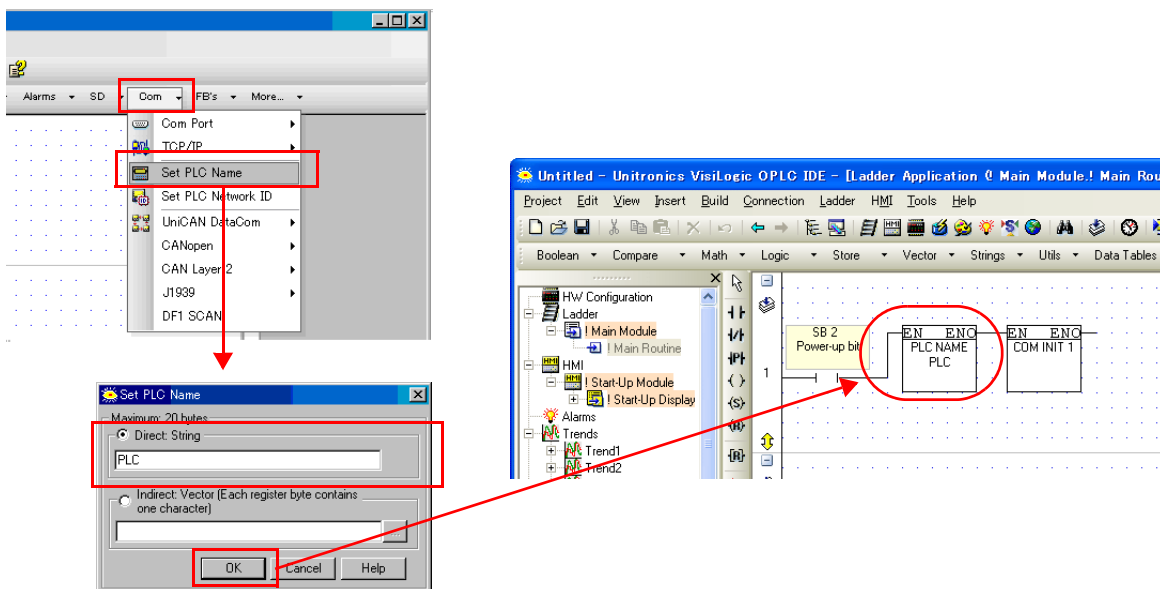 Alarms SD Com FB's More...
Com Port
TCP/IP
Set PLC Name
Set PLC Network ID
UniCAN DataCom
CANopen
CAN Layer 2
J1939
DF1 SCAN
Set PLC Name
Maximum: 20 bytes
Direct: String
PLC
Indirect: Vector (Each register byte contains
one character)
...
OK Cancel Help
Untitled - Unitronics VisiLogic OPLC IDE - [Ladder Application (! Main Module.! Main Rou
Project Edit View Insert Build Connection Ladder HMI Tools Help
Boolean Compare Math Logic Store Vector Strings Utils Data Tables
HW Configuration
Ladder
! Main Module
! Main Routine
HMI
! Start-Up Module
! Start-Up Display
Alarms
Trends
Trend1
Trend2
1
SB 2
Power-up bit
EN ENO
PLC NAME
PLC
EN ENO
COM INIT 1